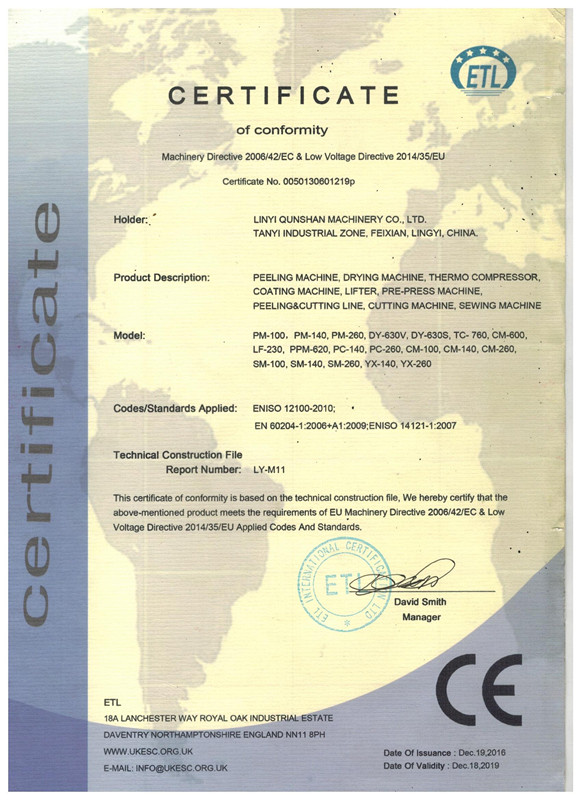 certificate
ETL
CERTIFICATE
of conformity
Machinery Directive 2006/42/EC & Low Voltage Directive 2014/35/EU
Certificate No. 0050130601219p
Holder: LINYI QUNSHAN MACHINERY CO., LTD.
TANYI INDUSTRIAL ZONE, FEIXIAN, LINGYI, CHINA.
Product Description: PEELING MACHINE, DRYING MACHINE, THERMO COMPRESSOR,
COATING MACHINE, LIFTER, PRE-PRESS MACHINE,
PEELING&CUTTING LINE, CUTTING MACHINE, SEWING MACHINE
Model: PM-100, PM-140, PM-260, DY-630V, DY-630S, TC- 760, CM-600,
LF-230, PPM-620, PC-140, PC-260, CM-100, CM-140, CM-260,
SM-100, SM-140, SM-260, YX-140, YX-260
Codes/Standards Applied: ENISO 12100-2010;
EN 60204-1:2006+A1:2009;ENISO 14121-1:2007
Technical Construction File
Report Number: LY-M11
This certificate of conformity is based on the technical construction file, We hereby certify that the
above-mentioned product meets the requirements of EU Machinery Directive 2006/42/EC & Low
Voltage Directive 2014/35/EU Applied Codes And Standards.
ETL INTERNATIONAL CERTIFICATION LTD
ETL
David Smith
Manager
CE
ETL
18A LANCHESTER WAY ROYAL OAK INDUSTRIAL ESTATE
DAVENTRY NORTHAMPTONSHIRE ENGLAND NN11 8PH
WWW.UKESC.ORG.UK
E-MAIL: INFO@UKESC.ORG.UK
Date Of Issuance : Dec.19,2016
Date Of Validity : Dec.18,2019